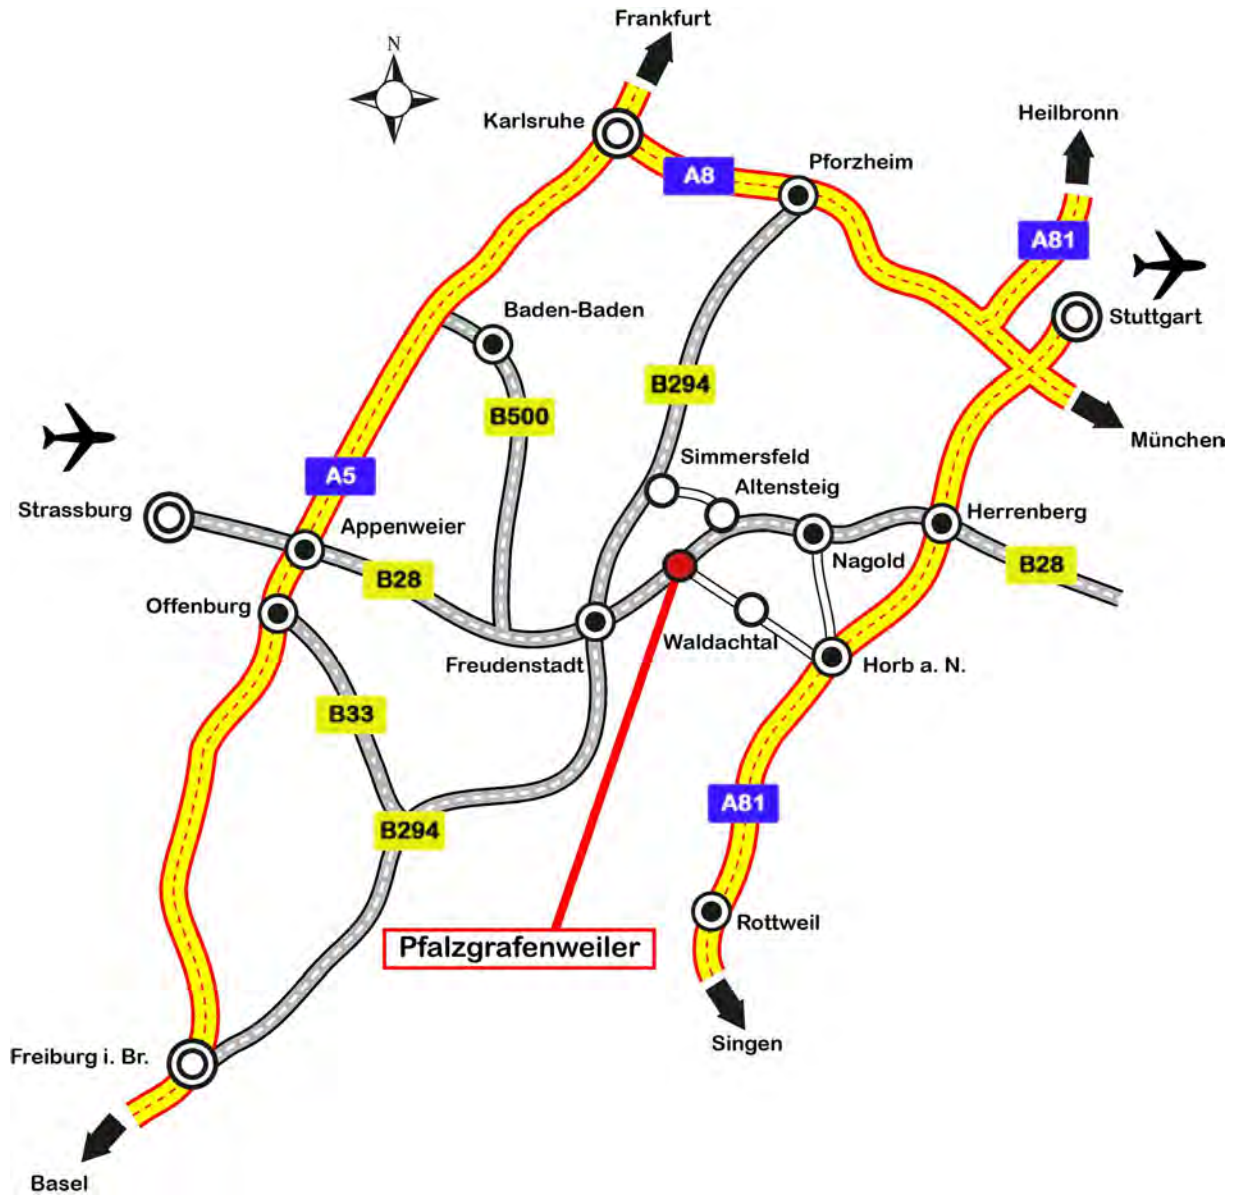 Frankfurt
N
Heilbronn
Karlsruhe
Pforzheim
A8
A81
Baden-Baden
Stuttgart
B294
B500
München
Simmersfeld
A5
Altensteig
Strassburg
Appenweier
Herrenberg
Nagold
B28
B28
Offenburg
Waldachtal
Freudenstadt
Horb a. N.
B33
A81
B294
Rottweil
Pfalzgrafenweiler
Singen
Freiburg i. Br.
Basel